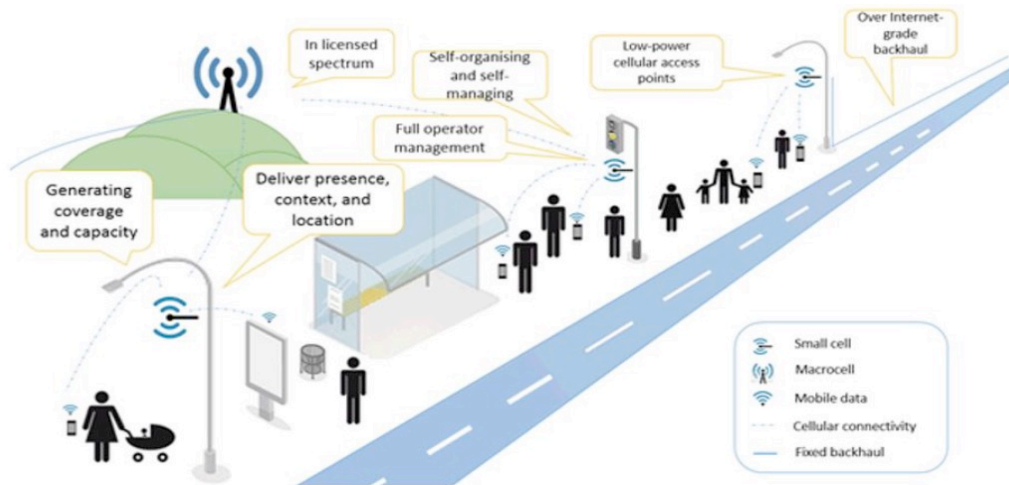 In licensed
spectrum
Self-organising
and self-
managing
Low-power
cellular access
points
Over Internet-
grade
backhaul
Full operator
management
Generating
coverage
and capacity
Deliver presence,
context, and
location
Small cell
Macrocell
Mobile data
Cellular connectivity
Fixed backhaul